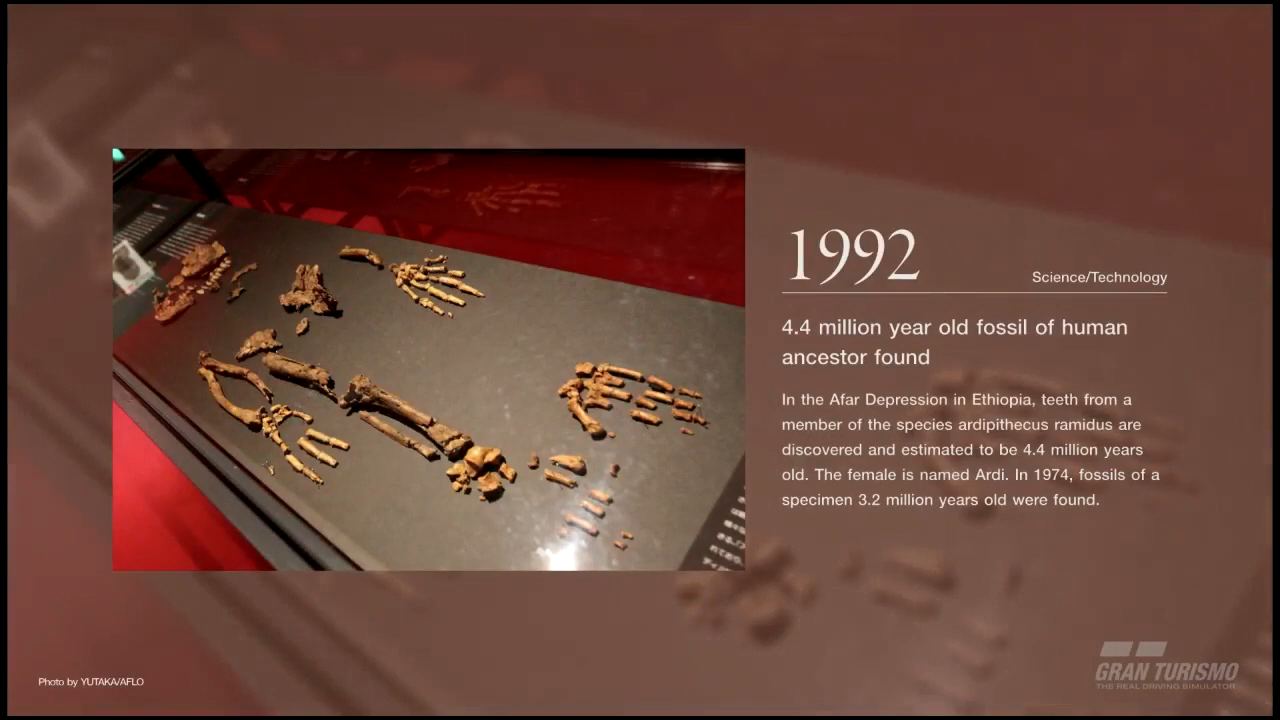 1992
Science/Technology
4.4 million year old fossil of human
ancestor found
In the Afar Depression in Ethiopia, teeth from a
member of the species ardipithecus ramidus are
discovered and estimated to be 4.4 million years
old. The female is named Ardi. In 1974, fossils of a
specimen 3.2 million years old were found.
Photo by YUTAKA/AFLO
GRAN TURISMO
THE REAL DRIVING SIMULATOR